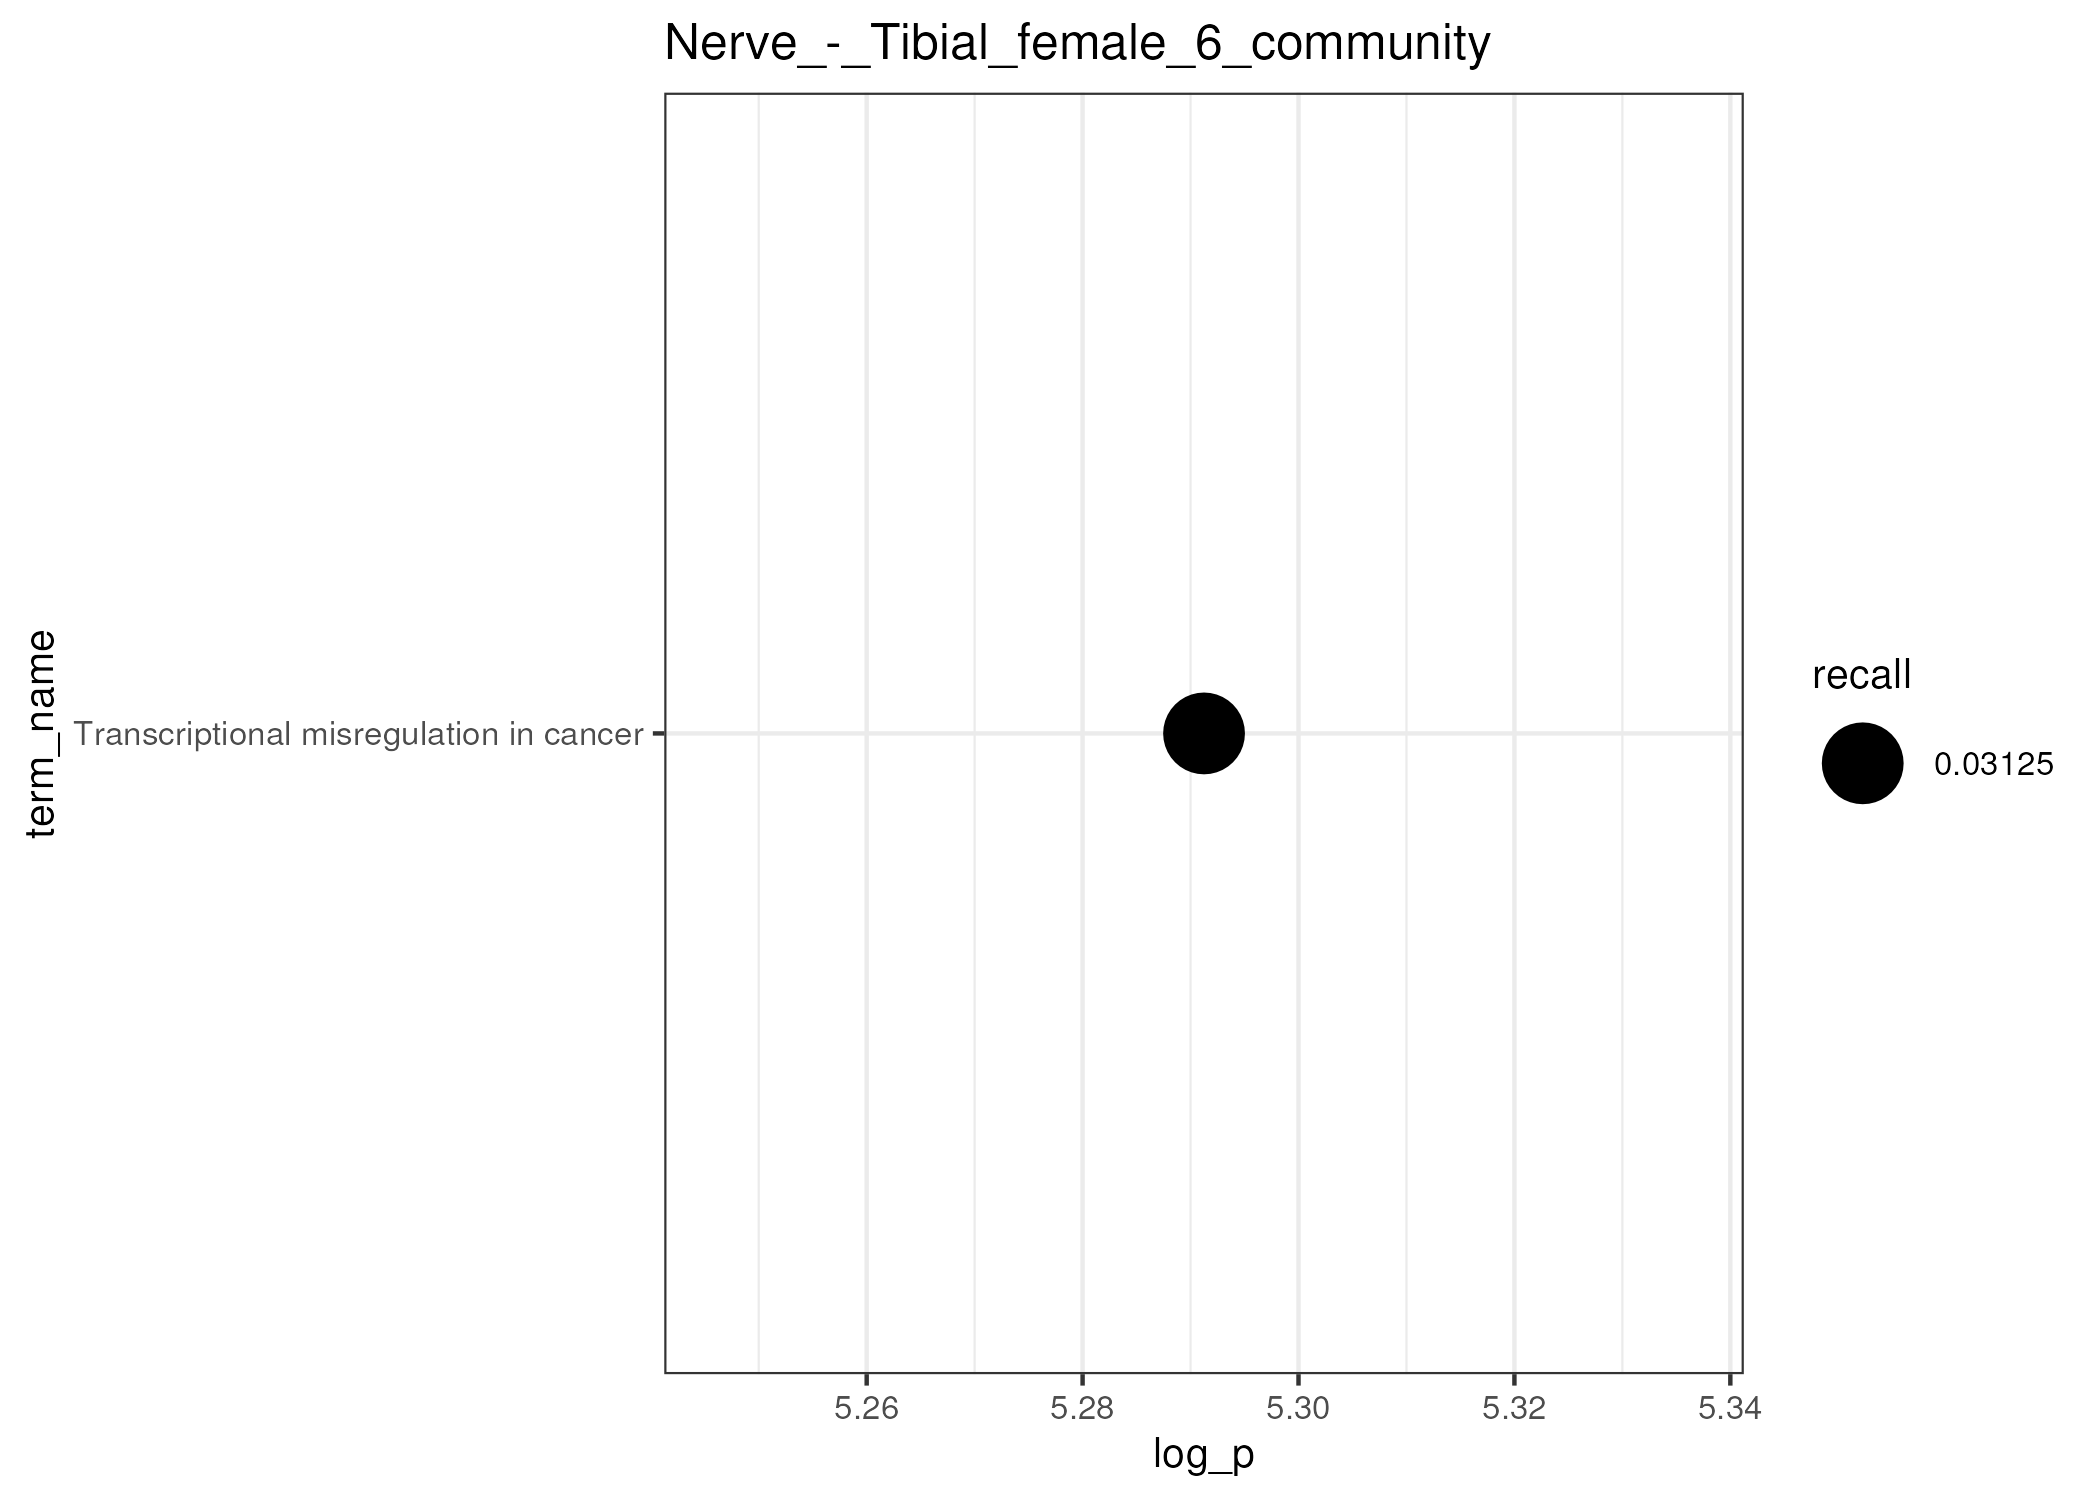 Nerve_-_Tibial_female_6_community
term_name
Transcriptional misregulation in cancer
recall
0.03125
5.26 5.28 5.30 5.32 5.34
log_p